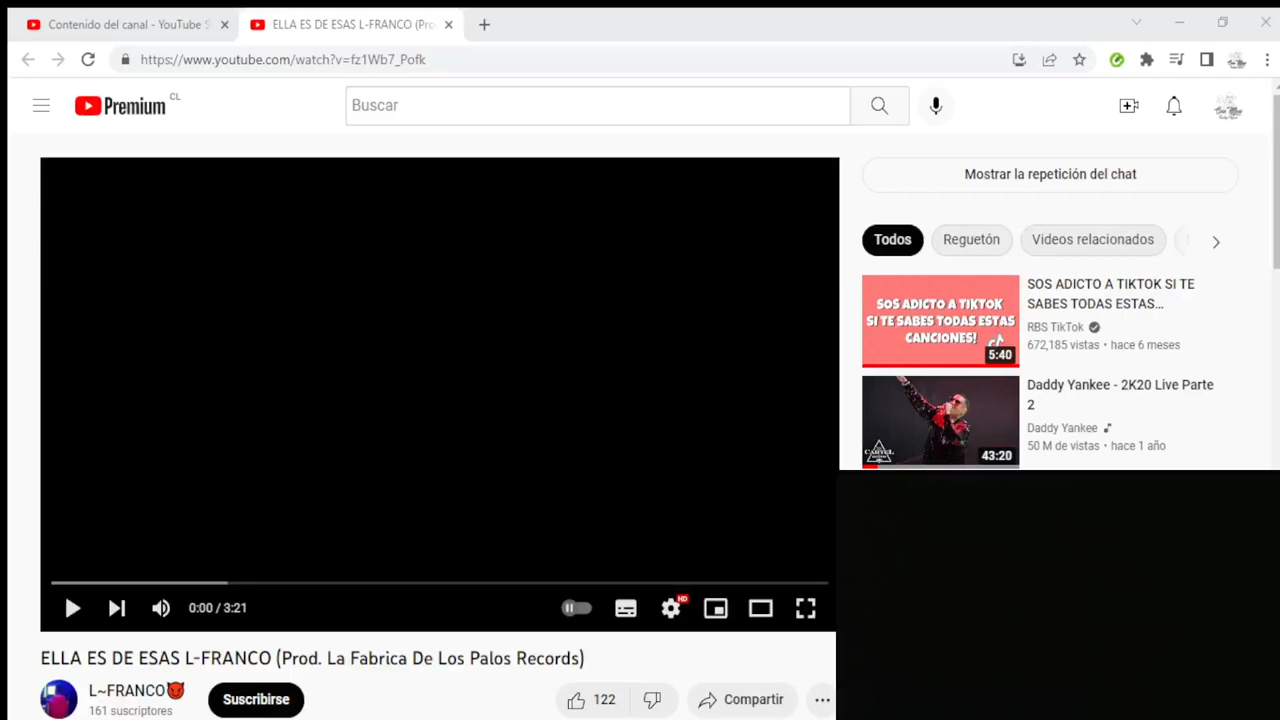 Contenido del canal - YouTube S
ELLA ES DE ESAS L-FRANCO (Pro
https://www.youtube.com/watch?v=fz1Wb7_Pofk
Premium CL
Buscar
Mostrar la repetición del chat
Todos
Reguetón
Videos relacionados
SOS ADICTO A TIKTOK
SI TE SABES TODAS ESTAS
CANCIONES!
5:40
SOS ADICTO A TIKTOK SI TE
SABES TODAS ESTAS...
RBS TikTok
672,185 vistas • hace 6 meses
CARTEL
43:20
Daddy Yankee - 2K20 Live Parte
2
Daddy Yankee
50 M de vistas • hace 1 año
0:00 / 3:21
HD
ELLA ES DE ESAS L-FRANCO (Prod. La Fabrica De Los Palos Records)
L~FRANCO😈
161 suscriptores
Suscribirse
122
Compartir